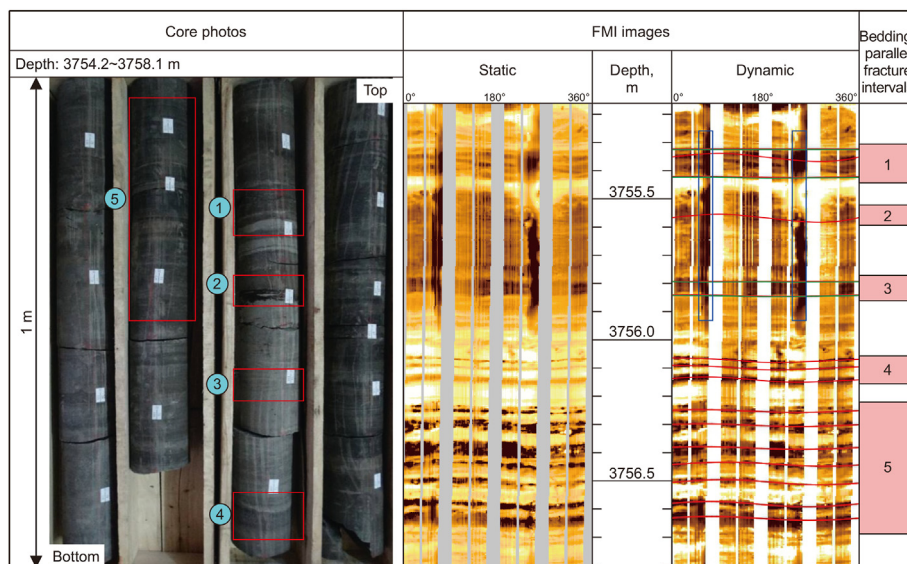 Core photos
FMI images
Bedding
paralle
fracture
interval
Depth: 3754.2~3758.1 m
Static
Depth,
m
Dynamic
Top
0°
180°
360°
0°
180°
360°
1 m
5
1
2
3
4
3755.5
3756.0
3756.5
1
2
3
4
5
Bottom